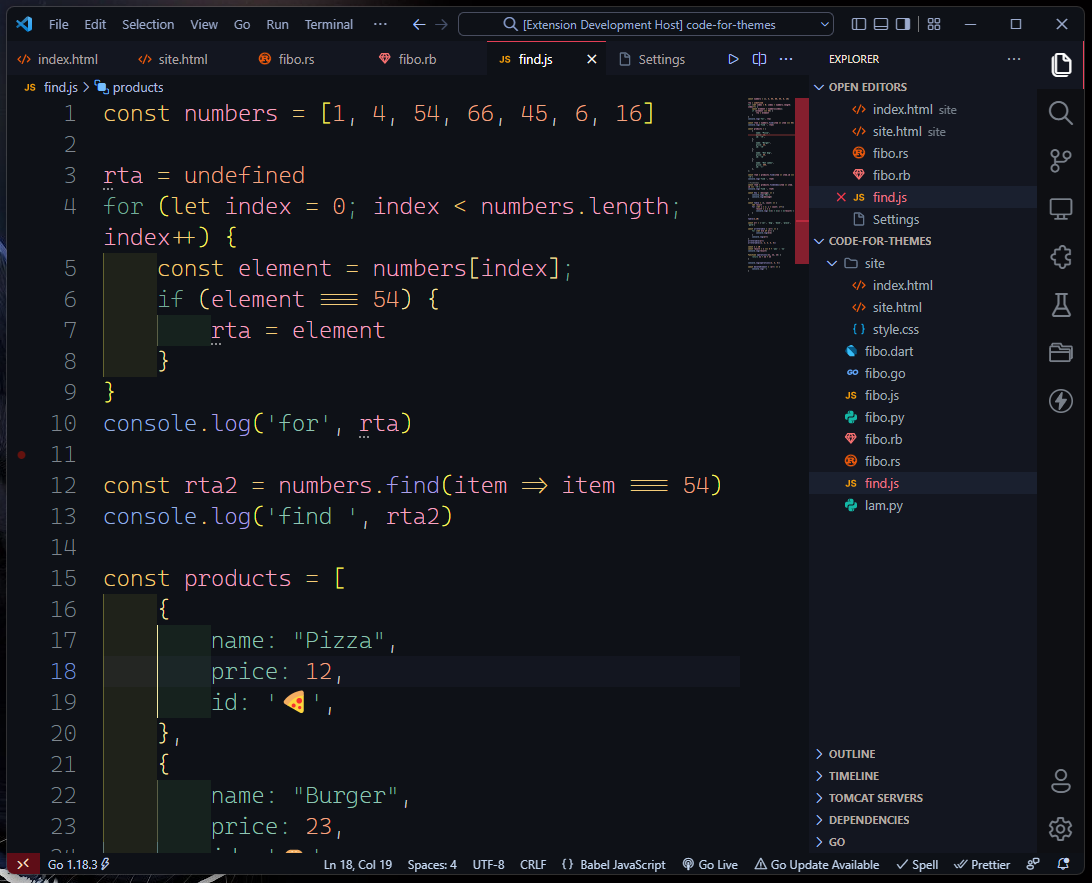 File Edit Selection View Go Run Terminal ··· [Extension Development Host] code-for-themes
index.html site.html fibo.rs fibo.rb JS find.js Settings
JS find.js > products
1 const numbers = [1, 4, 54, 66, 45, 6, 16]
2
3 rta = undefined
4 for (let index = 0; index < numbers.length;
index++) {
5 const element = numbers[index];
6 if (element === 54) {
7 rta = element
8 }
9 }
10 console.log('for', rta)
11
12 const rta2 = numbers.find(item => item === 54)
13 console.log('find ', rta2)
14
15 const products = [
16 {
17 name: "Pizza",
18 price: 12,
19 id: '🍕',
20 },
21 {
22 name: "Burger",
23 price: 23,
EXPLORER
OPEN EDITORS
index.html site
site.html site
fibo.rs
fibo.rb
JS find.js
Settings
CODE-FOR-THEMES
site
index.html
site.html
{ } style.css
fibo.dart
GO fibo.go
JS fibo.js
fibo.py
fibo.rb
fibo.rs
JS find.js
lam.py
OUTLINE
TIMELINE
TOMCAT SERVERS
DEPENDENCIES
GO
Go 1.18.3 Ln 18, Col 19 Spaces: 4 UTF-8 CRLF { } Babel JavaScript Go Live Go Update Available Spell Prettier